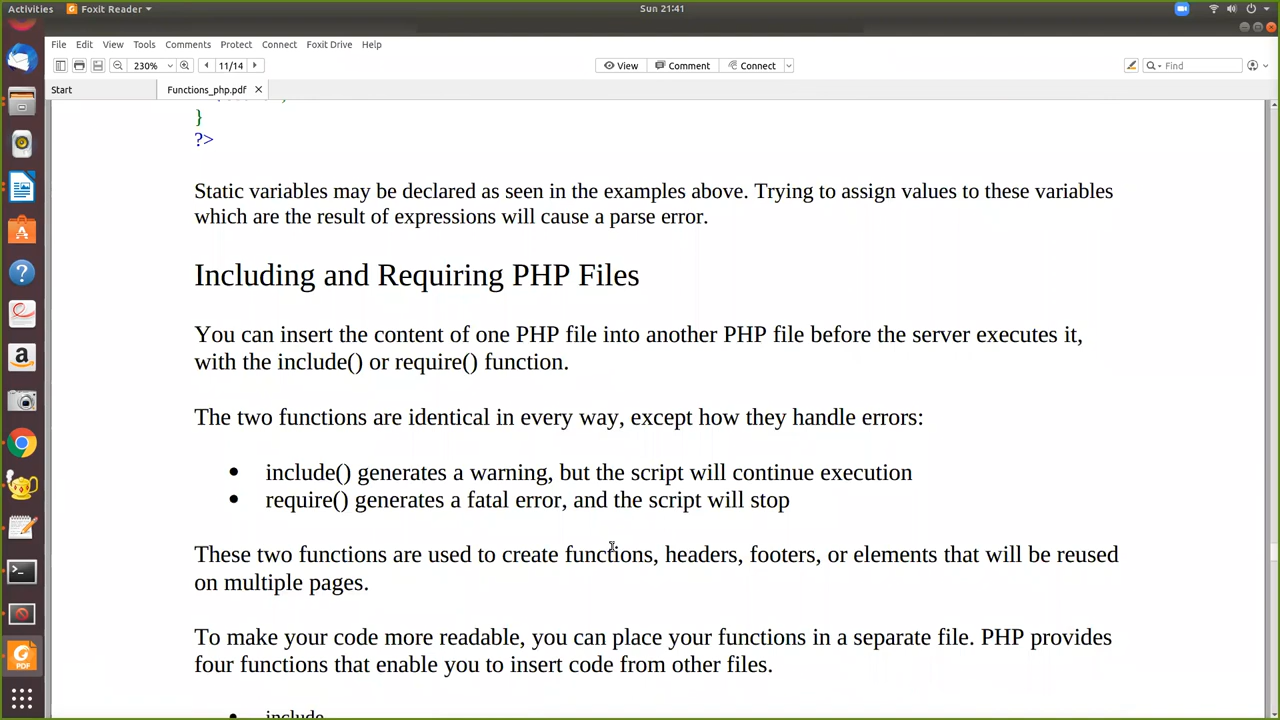 Activities
Foxit Reader
Sun 21:41
File Edit View Tools Comments Protect Connect Foxit Drive Help
230% 11/14 View Comment Connect Find
Start Functions_php.pdf
}
?>
Static variables may be declared as seen in the examples above. Trying to assign values to these variables
which are the result of expressions will cause a parse error.
Including and Requiring PHP Files
You can insert the content of one PHP file into another PHP file before the server executes it,
with the include() or require() function.
The two functions are identical in every way, except how they handle errors:
• include() generates a warning, but the script will continue execution
• require() generates a fatal error, and the script will stop
These two functions are used to create functions, headers, footers, or elements that will be reused
on multiple pages.
To make your code more readable, you can place your functions in a separate file. PHP provides
four functions that enable you to insert code from other files.
• include